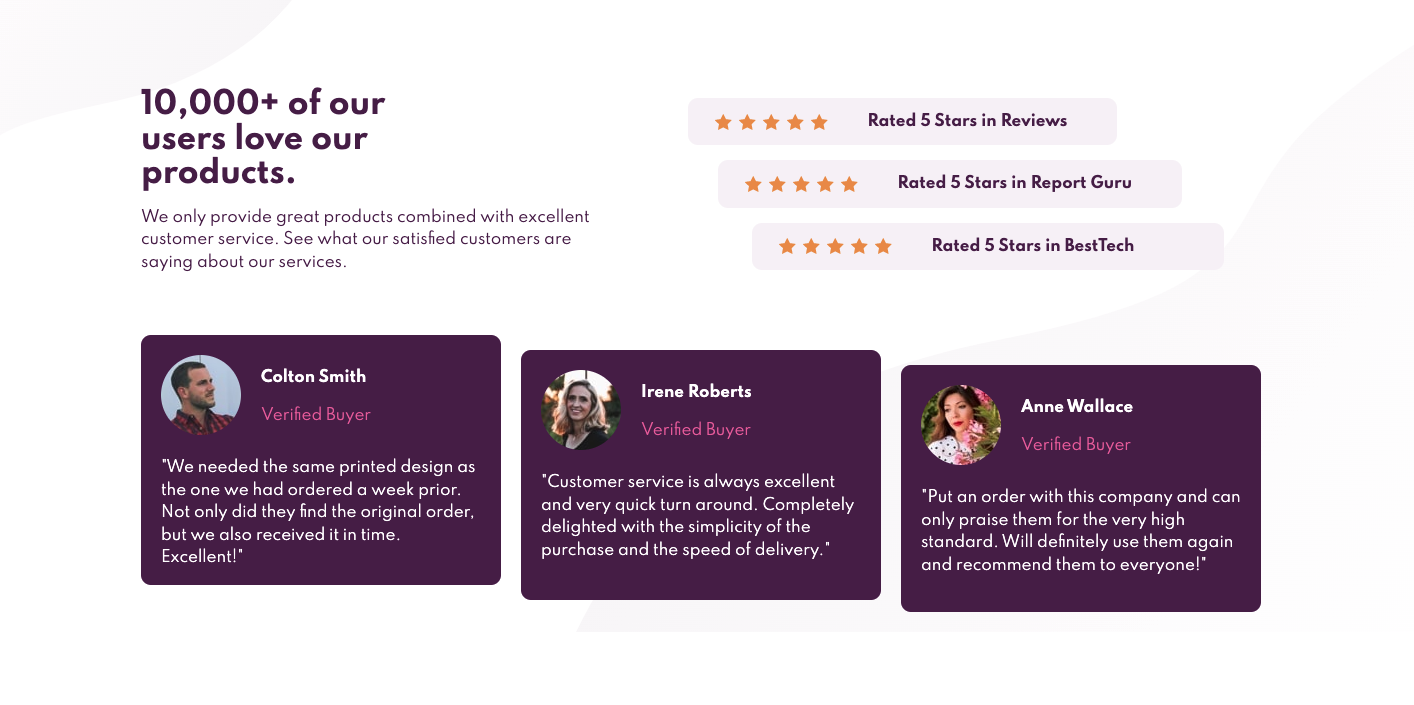 10,000+ of our
users love our
products.
We only provide great products combined with excellent
customer service. See what our satisfied customers are
saying about our services.
Rated 5 Stars in Reviews
Rated 5 Stars in Report Guru
Rated 5 Stars in BestTech
Colton Smith
Verified Buyer
"We needed the same printed design as
the one we had ordered a week prior.
Not only did they find the original order,
but we also received it in time.
Excellent!"
Irene Roberts
Verified Buyer
"Customer service is always excellent
and very quick turn around. Completely
delighted with the simplicity of the
purchase and the speed of delivery."
Anne Wallace
Verified Buyer
"Put an order with this company and can
only praise them for the very high
standard. Will definitely use them again
and recommend them to everyone!"